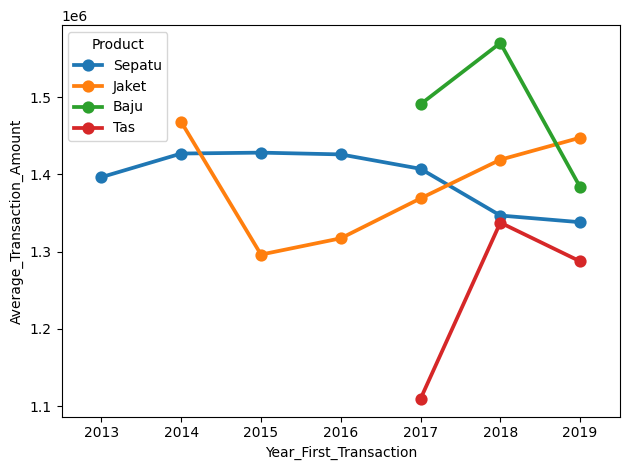 1e6
Product
Sepatu
Jaket
Baju
Tas
1.5
1.4
1.3
1.2
1.1
Average_Transaction_Amount
2013 2014 2015 2016 2017 2018 2019
Year_First_Transaction